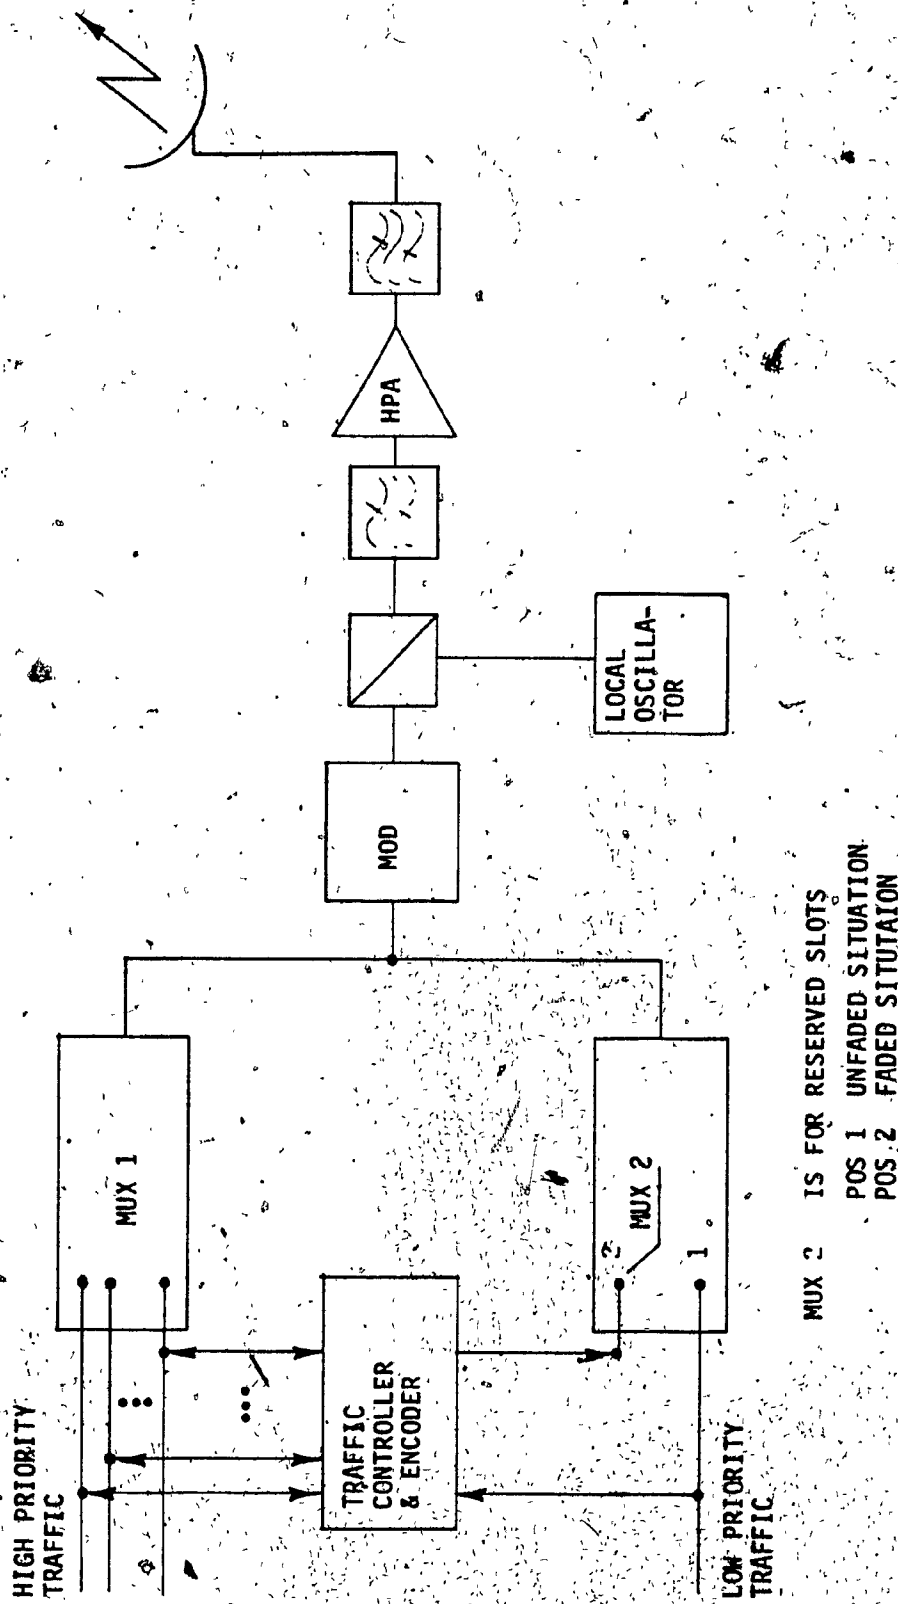 HIGH PRIORITY
TRAFFIC
MUX 1
TRAFFIC
CONTROLLER
& ENCODER
2
MUX 2
1
LOW PRIORITY
TRAFFIC
MOD
LOCAL
OSCILLA-
TOR
HPA
MUX 2 IS FOR RESERVED SLOTS
POS 1 UNFADED SITUATION
POS 2 FADED SITUTAION